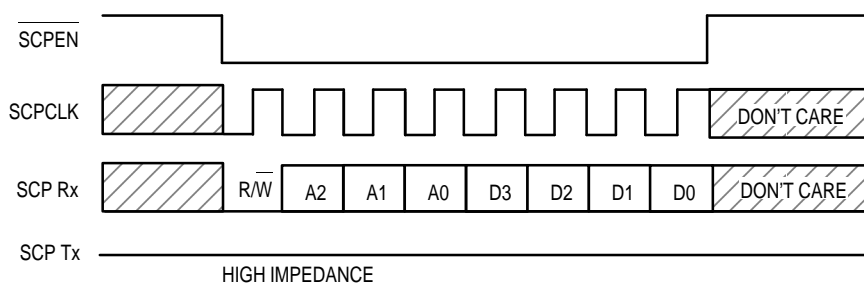 SCPEN
SCPCLK DON'T CARE
SCP Rx R/W A2 A1 A0 D3 D2 D1 D0 DON'T CARE
SCP Tx
HIGH IMPEDANCE